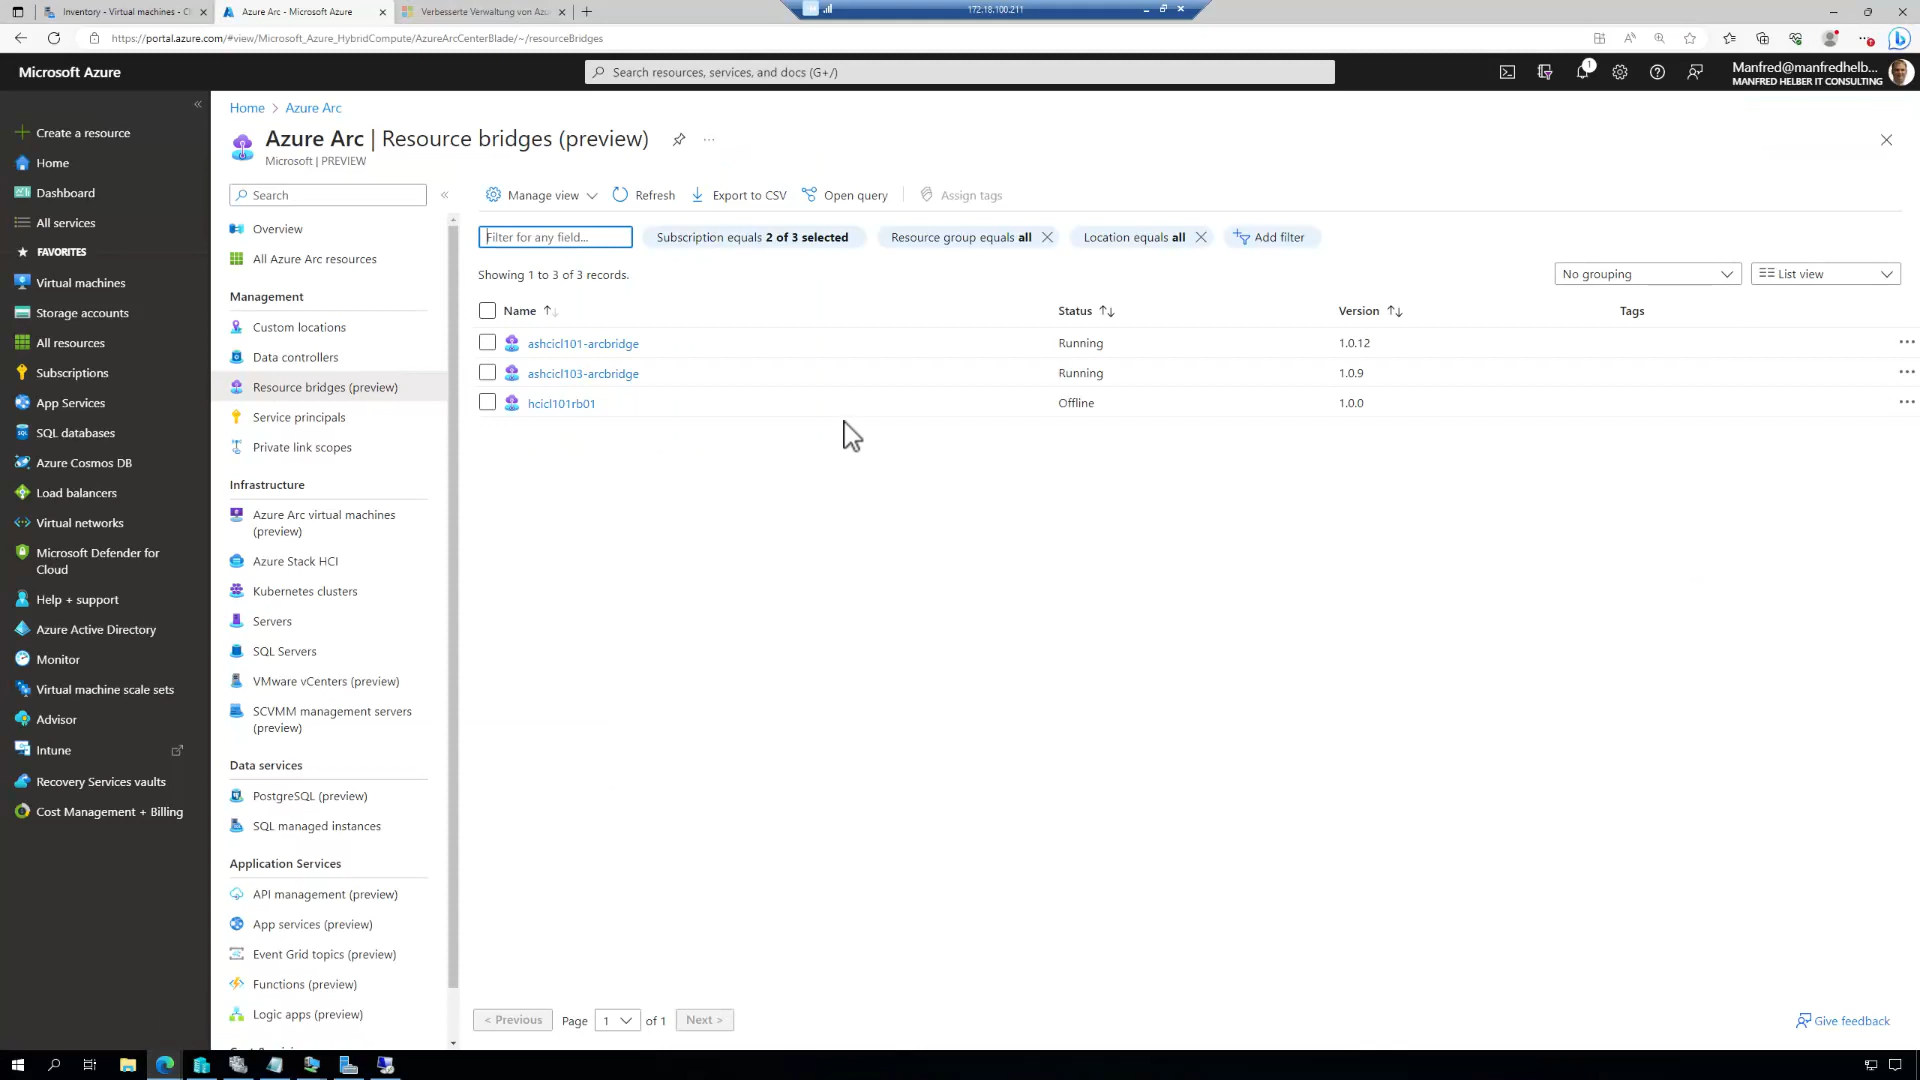 Inventory - Virtual machines - Cl
Azure Arc - Microsoft Azure
Verbesserte Verwaltung von Azu
172.18.100.211
https://portal.azure.com/#view/Microsoft_Azure_HybridCompute/AzureArcCenterBlade/~/resourceBridges
Microsoft Azure
Search resources, services, and docs (G+/)
1
Manfred@manfredhelb...
MANFRED HELBER IT CONSULTING
Create a resource
Home
Dashboard
All services
FAVORITES
Virtual machines
Storage accounts
All resources
Subscriptions
App Services
SQL databases
Azure Cosmos DB
Load balancers
Virtual networks
Microsoft Defender for
Cloud
Help + support
Azure Active Directory
Monitor
Virtual machine scale sets
Advisor
Intune
Recovery Services vaults
Cost Management + Billing
Home > Azure Arc
Azure Arc | Resource bridges (preview)
Microsoft | PREVIEW
Search
Overview
All Azure Arc resources
Management
Custom locations
Data controllers
Resource bridges (preview)
Service principals
Private link scopes
Infrastructure
Azure Arc virtual machines
(preview)
Azure Stack HCI
Kubernetes clusters
Servers
SQL Servers
VMware vCenters (preview)
SCVMM management servers
(preview)
Data services
PostgreSQL (preview)
SQL managed instances
Application Services
API management (preview)
App services (preview)
Event Grid topics (preview)
Functions (preview)
Logic apps (preview)
Manage view Refresh Export to CSV Open query Assign tags
Filter for any field... Subscription equals 2 of 3 selected Resource group equals all Location equals all Add filter
Showing 1 to 3 of 3 records. No grouping List view
Name Status Version Tags
ashcicl101-arcbridge Running 1.0.12
ashcicl103-arcbridge Running 1.0.9
hcicl101rb01 Offline 1.0.0
< Previous Page 1 of 1 Next >
Give feedback